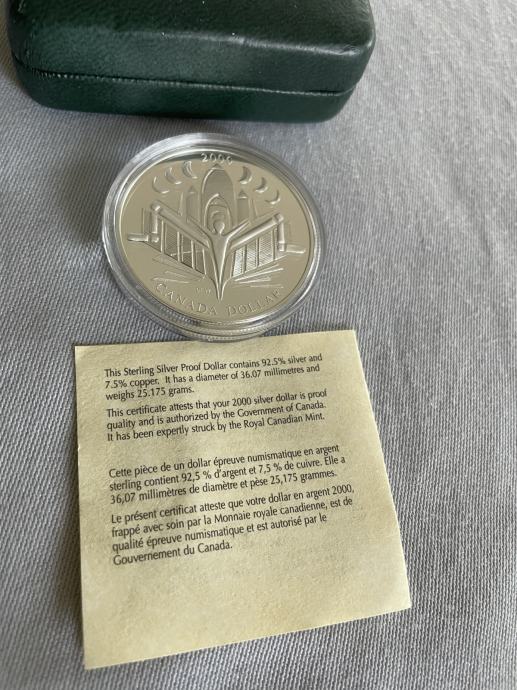 2000
CANADA DOLLAR
This Sterling Silver Proof Dollar contains 92.5% silver and
7.5% copper. It has a diameter of 36.07 millimetres and
weighs 25.175 grams.
This certificate attests that your 2000 silver dollar is proof
quality and is authorized by the Government of Canada.
It has been expertly struck by the Royal Canadian Mint.
Cette pièce de un dollar épreuve numismatique en argent
sterling contient 92,5 % d'argent et 7,5 % de cuivre. Elle a
36,07 millimètres de diamètre et pèse 25,175 grammes.
Le présent certificat atteste que votre dollar en argent 2000,
frappé avec soin par la Monnaie royale canadienne, est de
qualité épreuve numismatique et est autorisé par le
Gouvernement du Canada.